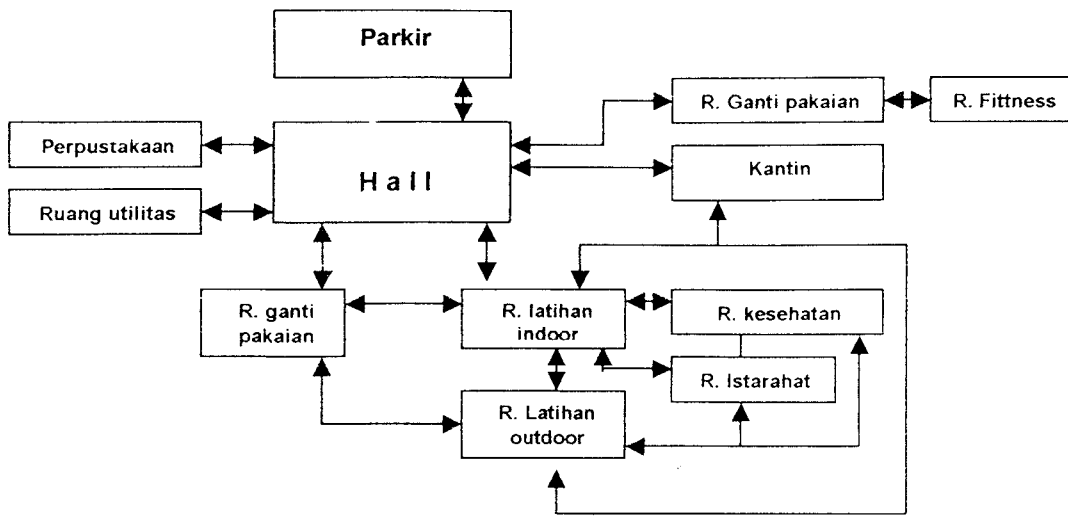 Parkir
R. Ganti pakaian
R. Fittness
Perpustakaan
Hall
Kantin
Ruang utilitas
R. ganti
pakaian
R. latihan
indoor
R. kesehatan
R. Istarahat
R. Latihan
outdoor